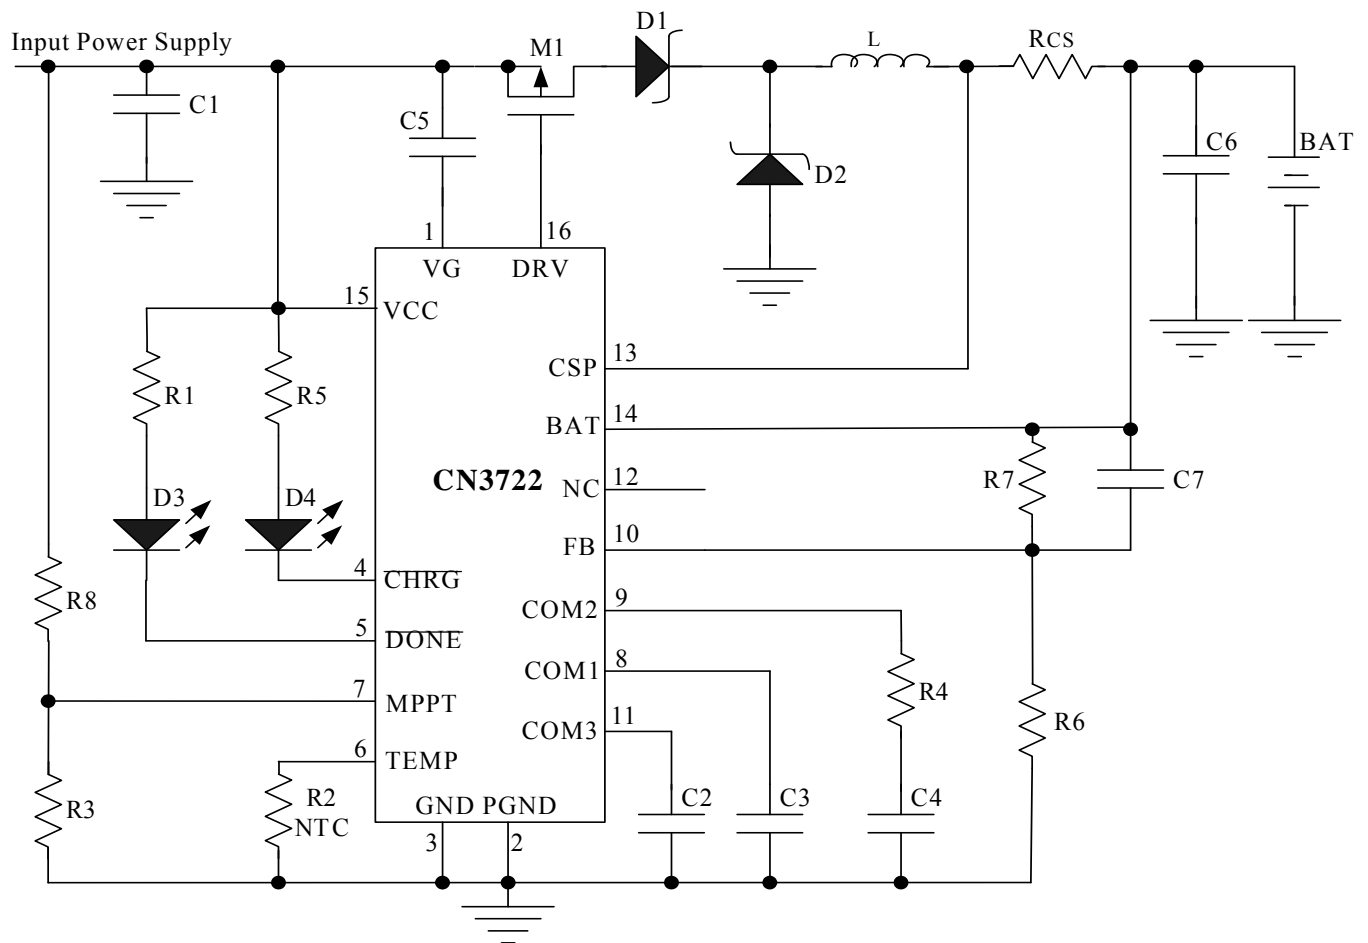 D1
L
RCS
Input Power Supply
M1
C1
C5
C6
BAT
D2
1
16
VG
DRV
15
VCC
13
CSP
R1
R5
14
BAT
CN3722
12
NC
R7
C7
D3
D4
10
FB
4
CHRG
R8
9
COM2
5
DONE
8
COM1
R4
7
MPPT
11
COM3
R6
6
TEMP
R3
R2
NTC
GND
PGND
C2
C3
C4
3
2